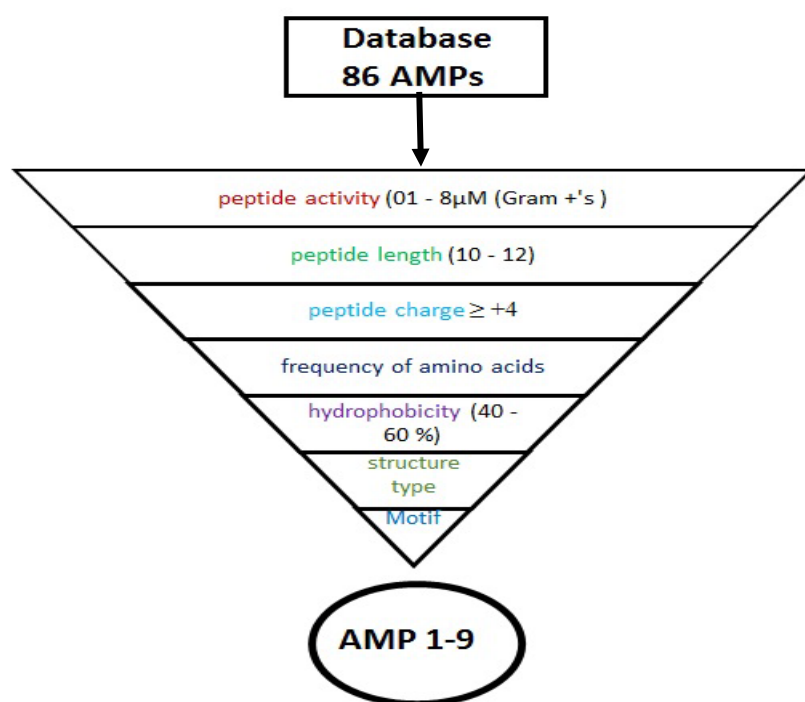 Database
86 AMPs
peptide activity (01 - 8µM (Gram +'s )
peptide length (10 - 12)
peptide charge ≥ +4
frequency of amino acids
hydrophobicity (40 -
60 %)
structure
type
Motif
AMP 1-9